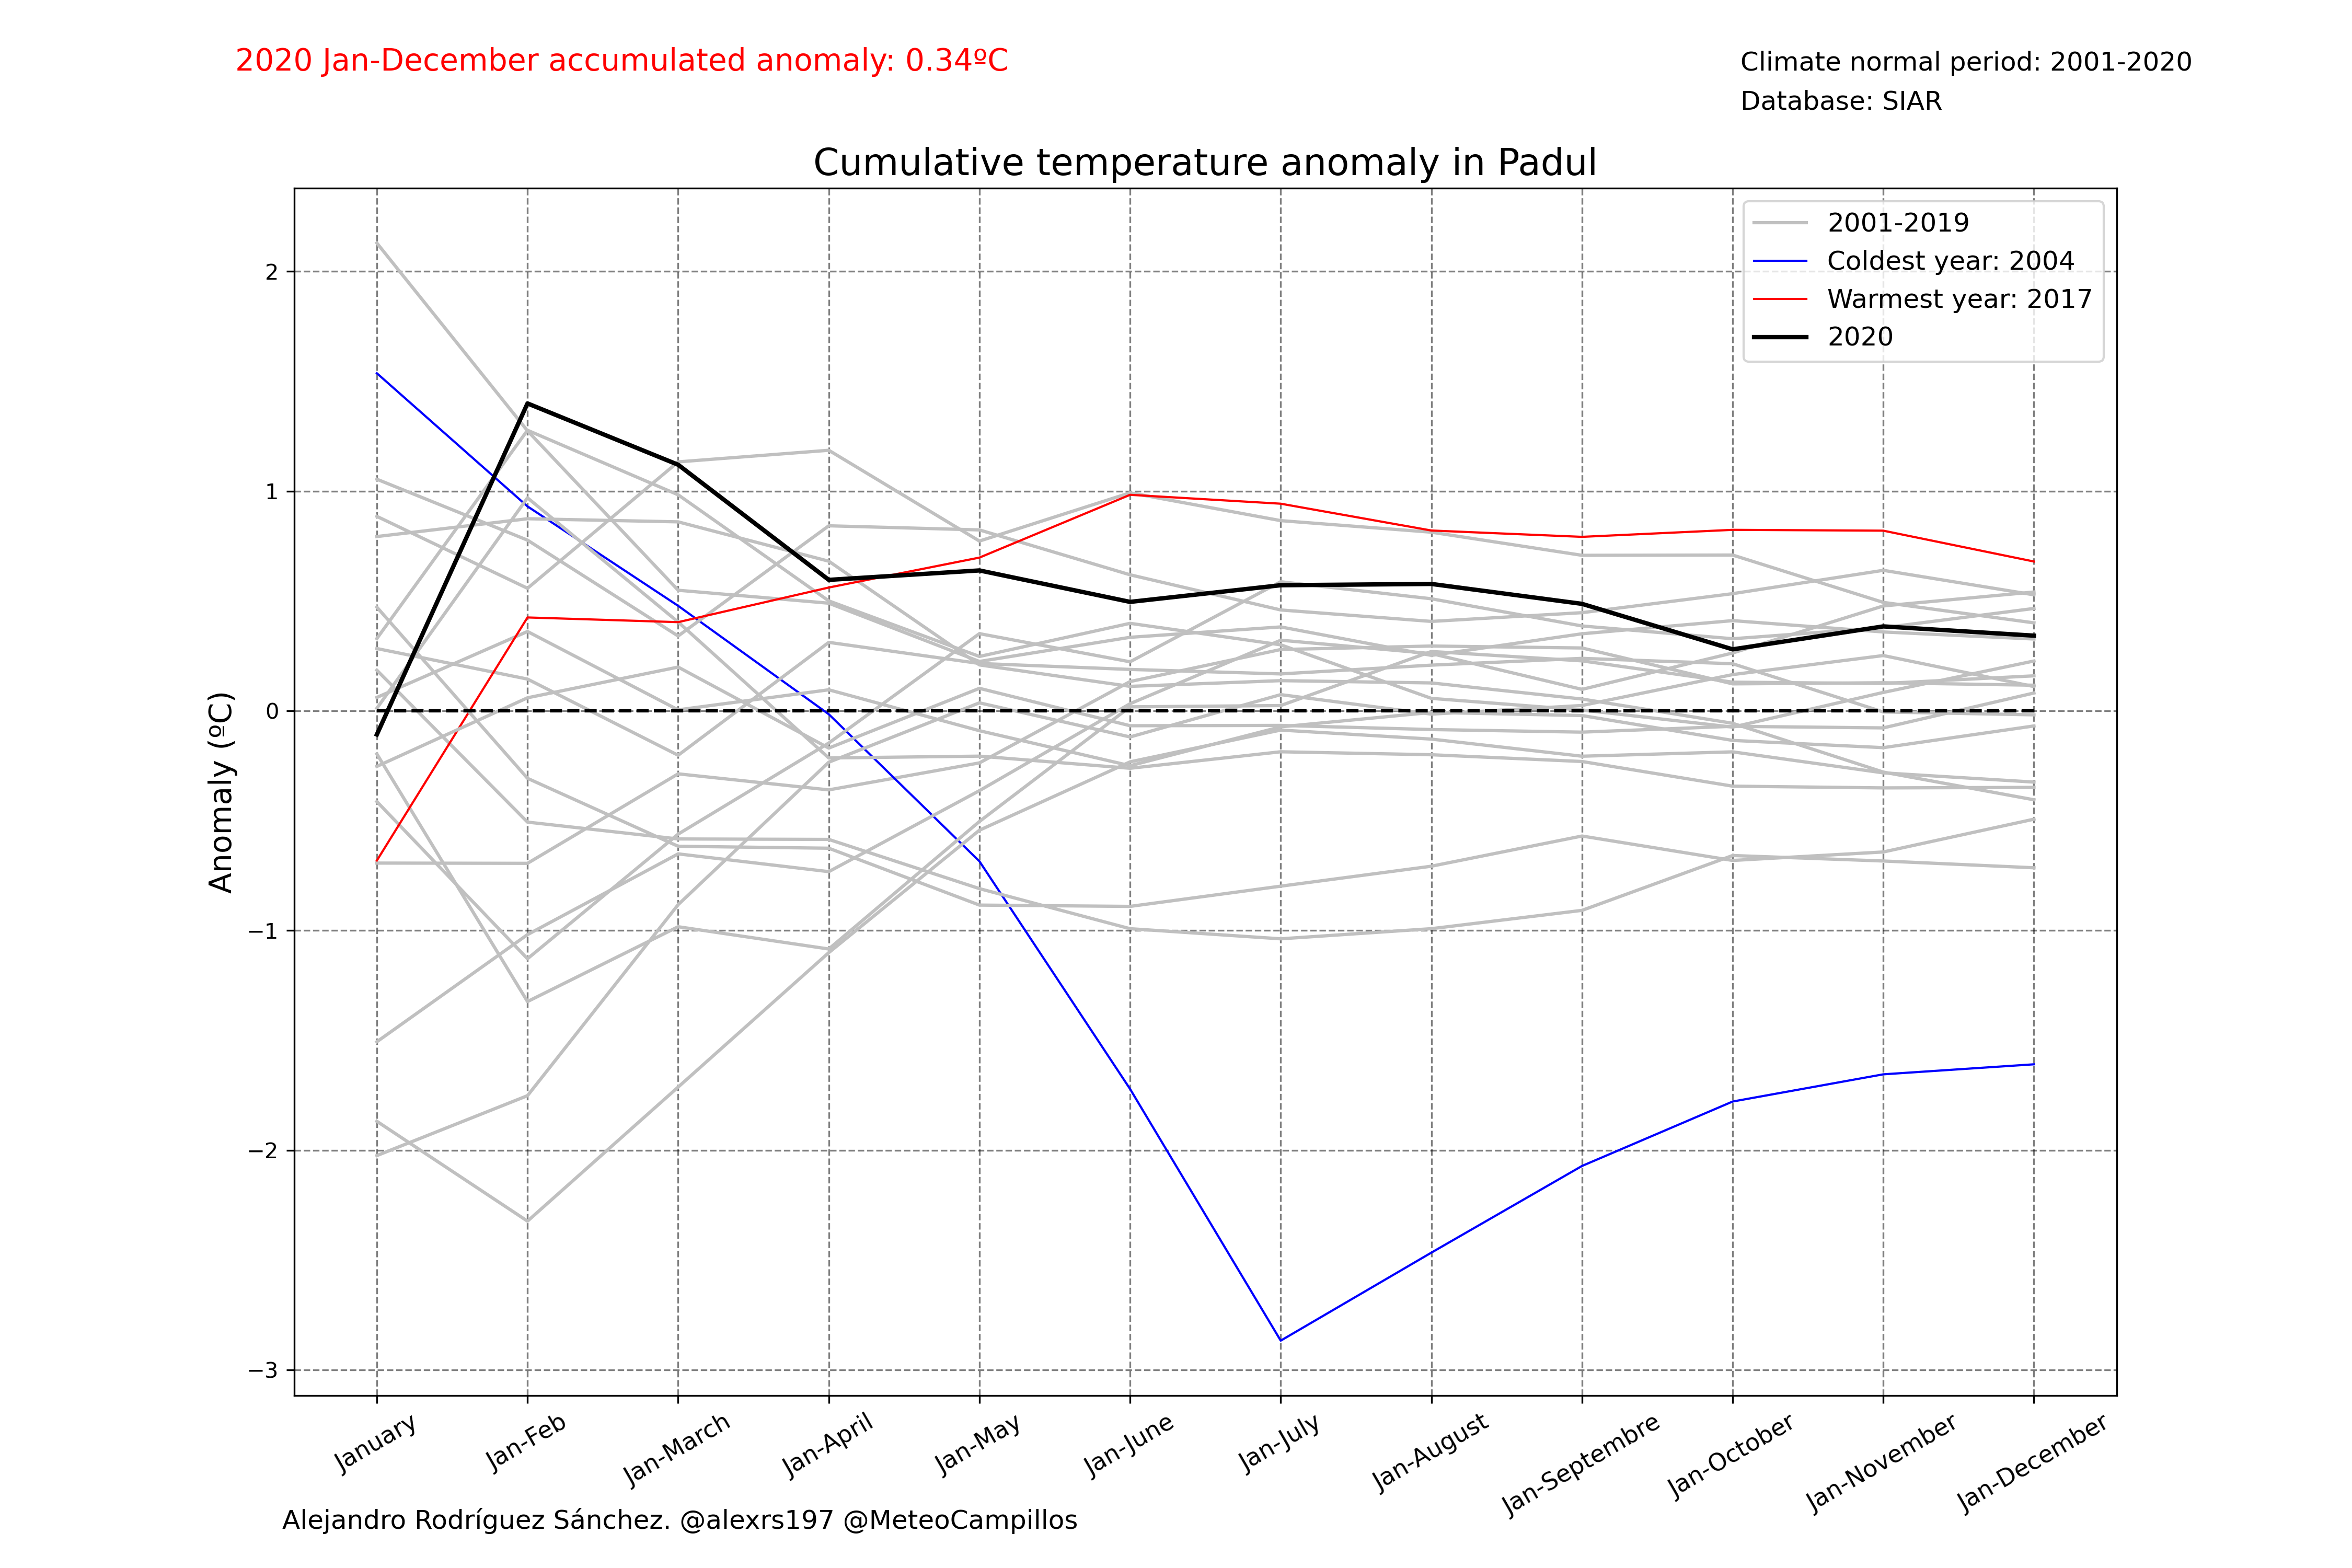 2020 Jan-December accumulated anomaly: 0.34ºC
Climate normal period: 2001-2020
Database: SIAR
Cumulative temperature anomaly in Padul
2001-2019
Coldest year: 2004
Warmest year: 2017
2020
Anomaly (ºC)
2
1
0
−1
−2
−3
January
Jan-Feb
Jan-March
Jan-April
Jan-May
Jan-June
Jan-July
Jan-August
Jan-Septembre
Jan-October
Jan-November
Jan-December
Alejandro Rodríguez Sánchez. @alexrs197 @MeteoCampillos